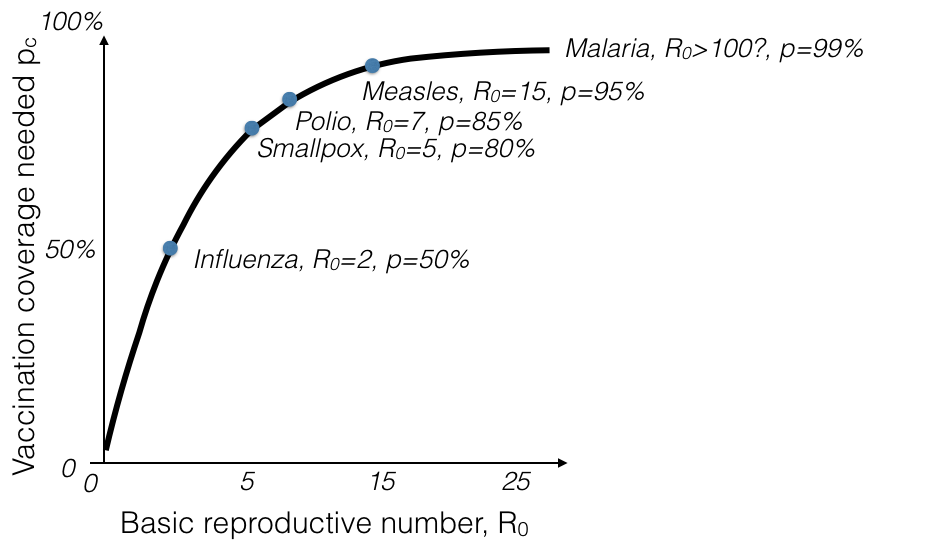 100%
Malaria, R₀>100?, p=99%
Measles, R₀=15, p=95%
Polio, R₀=7, p=85%
Smallpox, R₀=5, p=80%
50%
Influenza, R₀=2, p=50%
Vaccination coverage needed pc
0
0 5 15 25
Basic reproductive number, R₀